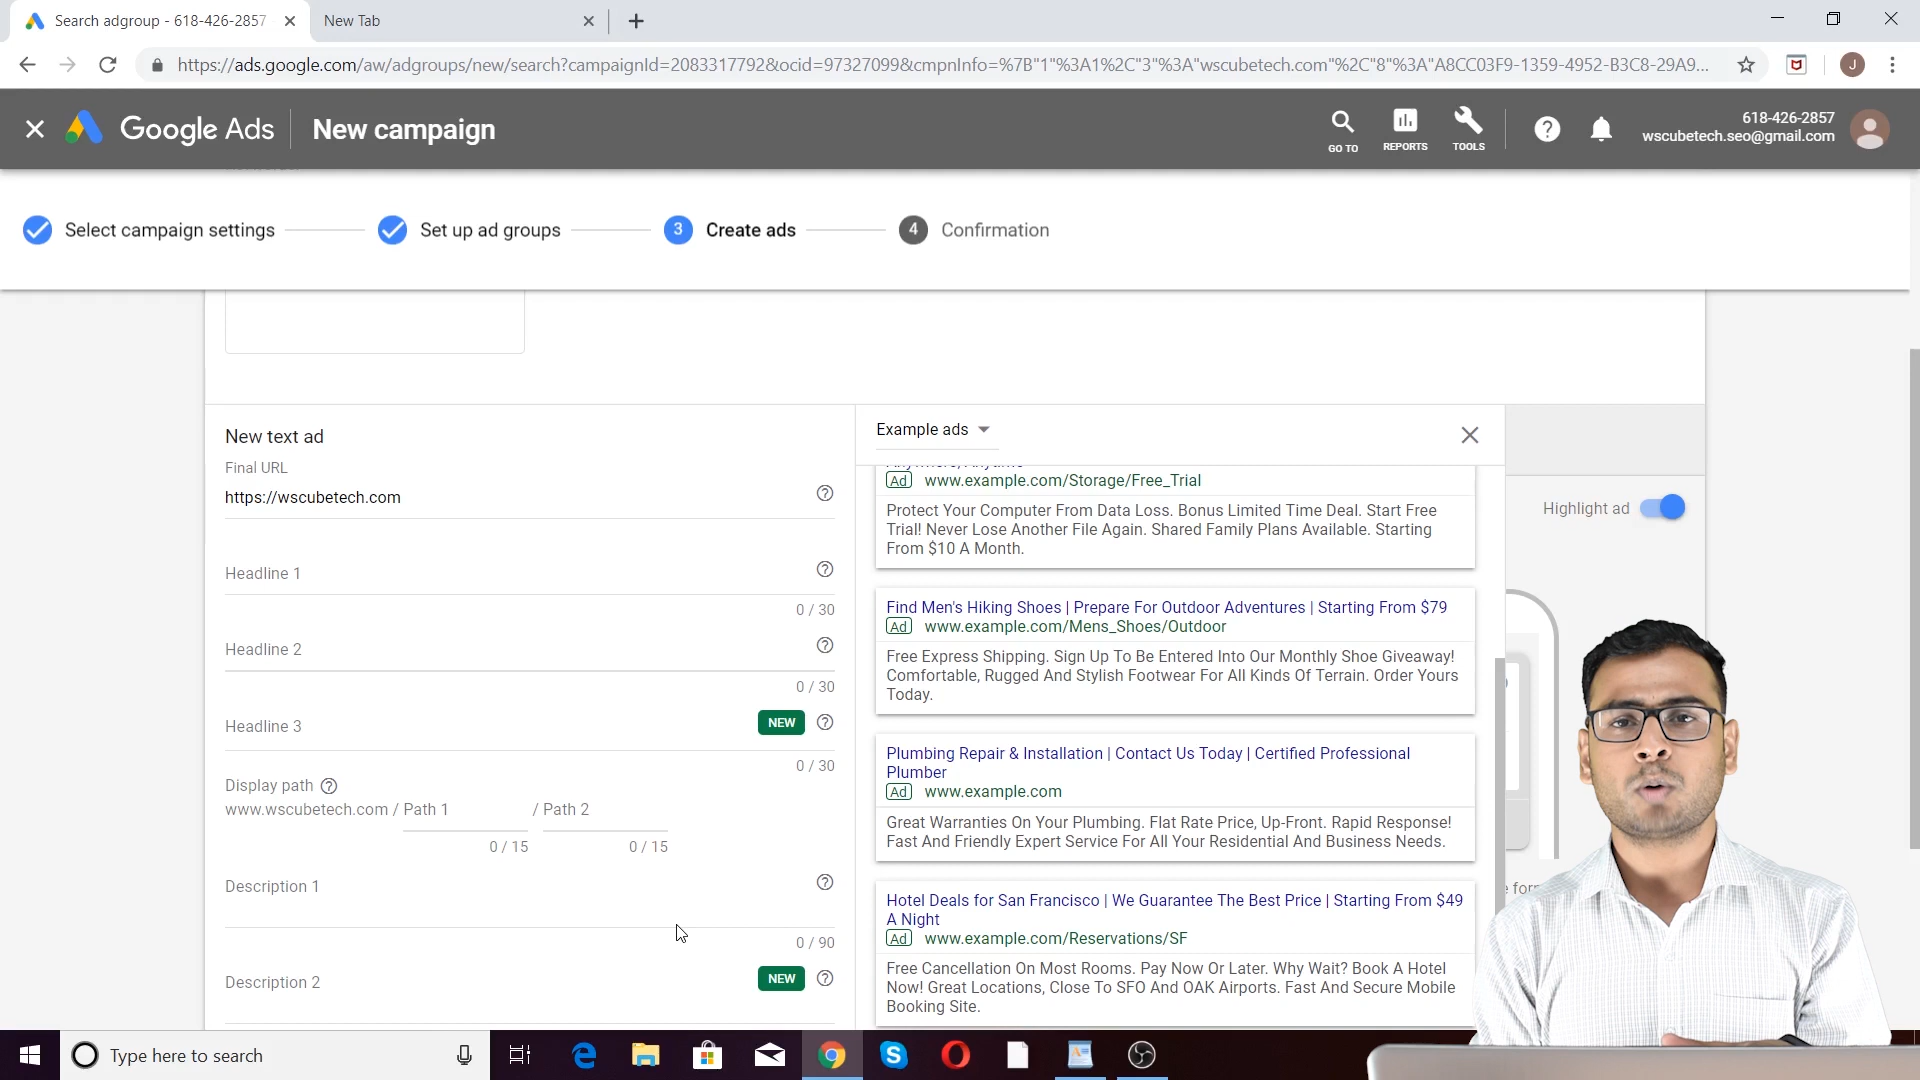 Search adgroup - 618-426-2857
New Tab
https://ads.google.com/aw/adgroups/new/search?campaignId=2083317792&ocid=97327099&cmpnInfo=%7B"1"%3A1%2C"3"%3A"wscubetech.com"%2C"8"%3A"A8CC03F9-1359-4952-B3C8-29A9...
J
Google Ads
New campaign
GO TO
REPORTS
TOOLS
618-426-2857
wscubetech.seo@gmail.com
Select campaign settings
Set up ad groups
3 Create ads
4 Confirmation
New text ad
Final URL
https://wscubetech.com
Headline 1
0 / 30
Headline 2
0 / 30
Headline 3
NEW
0 / 30
Display path
www.wscubetech.com / Path 1 / Path 2
0 / 15 0 / 15
Description 1
0 / 90
Description 2
NEW
Example ads
Ad www.example.com/Storage/Free_Trial
Protect Your Computer From Data Loss. Bonus Limited Time Deal. Start Free
Trial! Never Lose Another File Again. Shared Family Plans Available. Starting
From $10 A Month.
Find Men's Hiking Shoes | Prepare For Outdoor Adventures | Starting From $79
Ad www.example.com/Mens_Shoes/Outdoor
Free Express Shipping. Sign Up To Be Entered Into Our Monthly Shoe Giveaway!
Comfortable, Rugged And Stylish Footwear For All Kinds Of Terrain. Order Yours
Today.
Plumbing Repair & Installation | Contact Us Today | Certified Professional
Plumber
Ad www.example.com
Great Warranties On Your Plumbing. Flat Rate Price, Up-Front. Rapid Response!
Fast And Friendly Expert Service For All Your Residential And Business Needs.
Hotel Deals for San Francisco | We Guarantee The Best Price | Starting From $49
A Night
Ad www.example.com/Reservations/SF
Free Cancellation On Most Rooms. Pay Now Or Later. Why Wait? Book A Hotel
Now! Great Locations, Close To SFO And OAK Airports. Fast And Secure Mobile
Booking Site.
Highlight ad
Type here to search